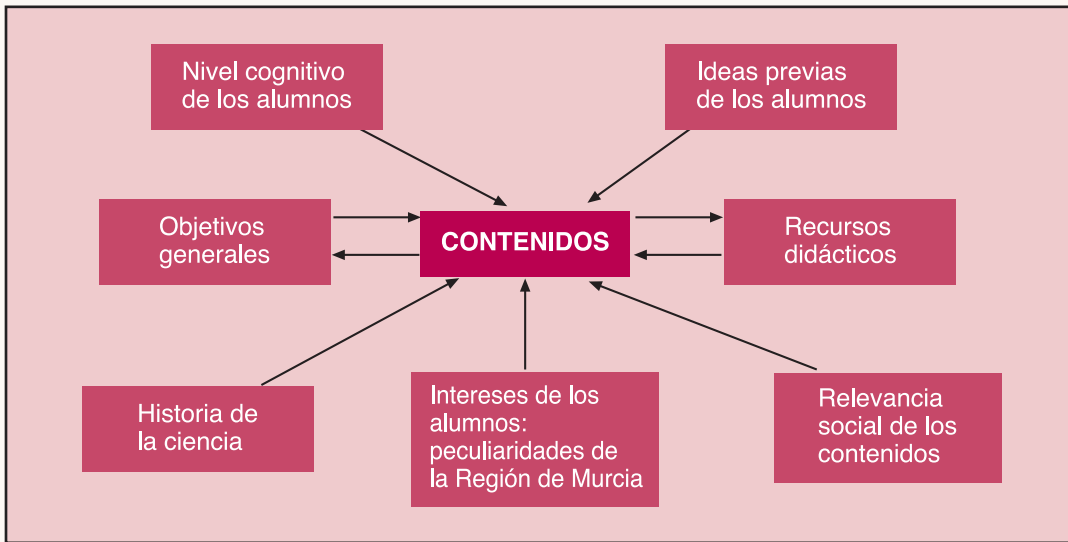 Nivel cognitivo
de los alumnos
Ideas previas
de los alumnos
Objetivos
generales
CONTENIDOS
Recursos
didácticos
Historia de
la ciencia
Intereses de los
alumnos:
peculiaridades de
la Región de Murcia
Relevancia
social de los
contenidos